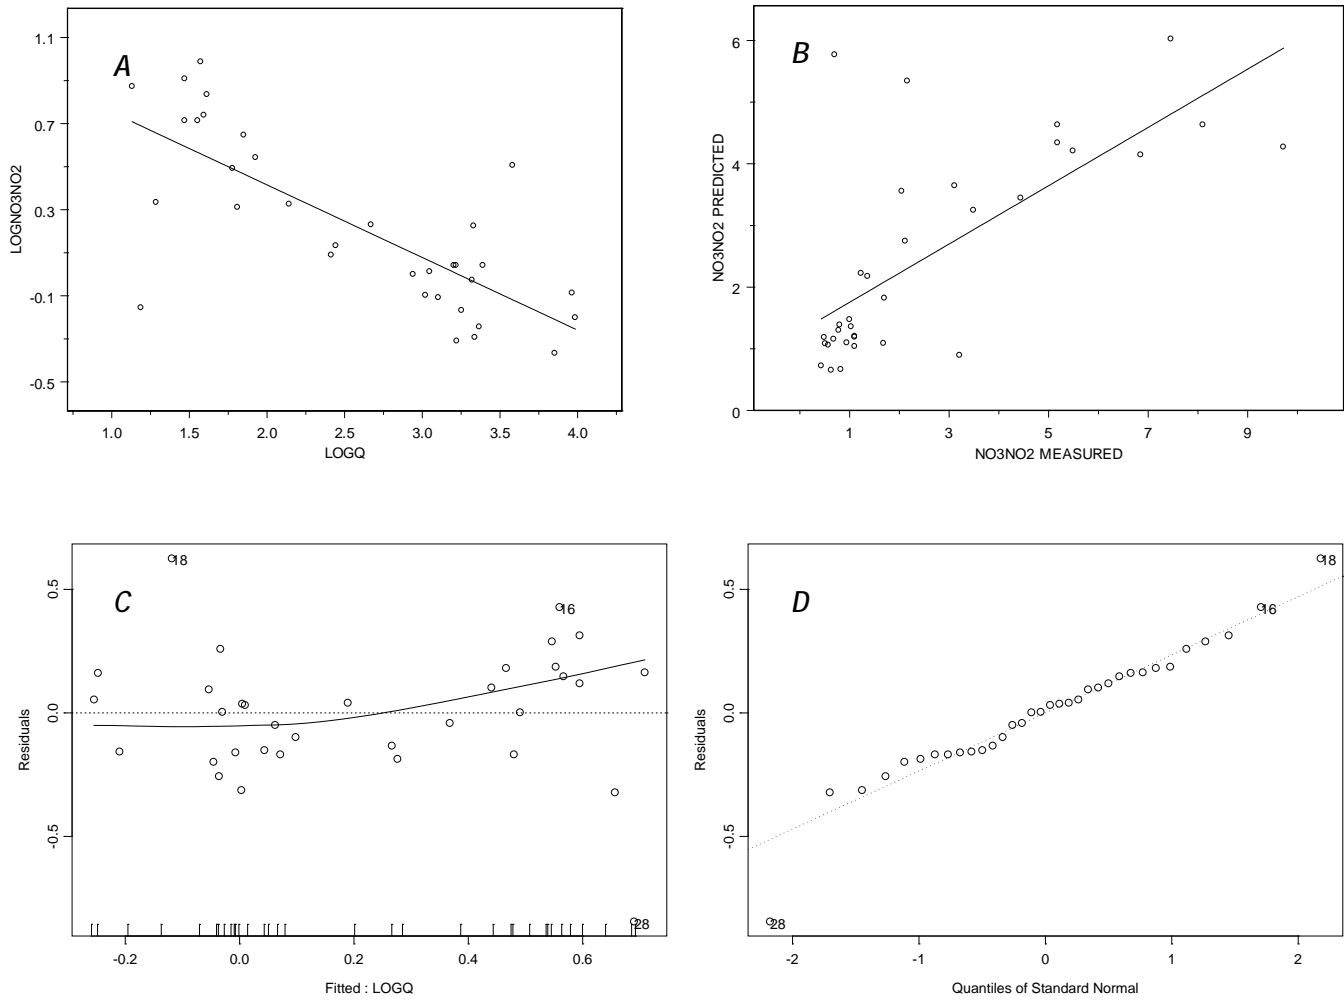 A
1.1
0.7
0.3
-0.1
-0.5
LOGNO3NO2
1.0 1.5 2.0 2.5 3.0 3.5 4.0
LOGQ
B
6
4
2
0
NO3NO2 PREDICTED
1 3 5 7 9
NO3NO2 MEASURED
C
18
16
28
0.5
0.0
-0.5
Residuals
-0.2 0.0 0.2 0.4 0.6
Fitted : LOGQ
D
18
16
28
0.5
0.0
-0.5
Residuals
-2 -1 0 1 2
Quantiles of Standard Normal